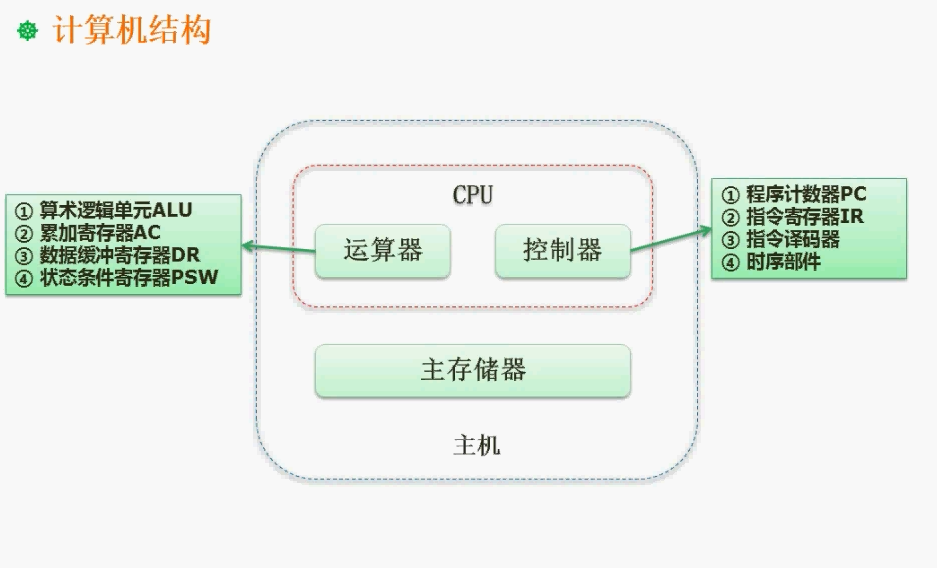 计算机结构
CPU
① 算术逻辑单元ALU
② 累加寄存器AC
③ 数据缓冲寄存器DR
④ 状态条件寄存器PSW
运算器
控制器
① 程序计数器PC
② 指令寄存器IR
③ 指令译码器
④ 时序部件
主存储器
主机